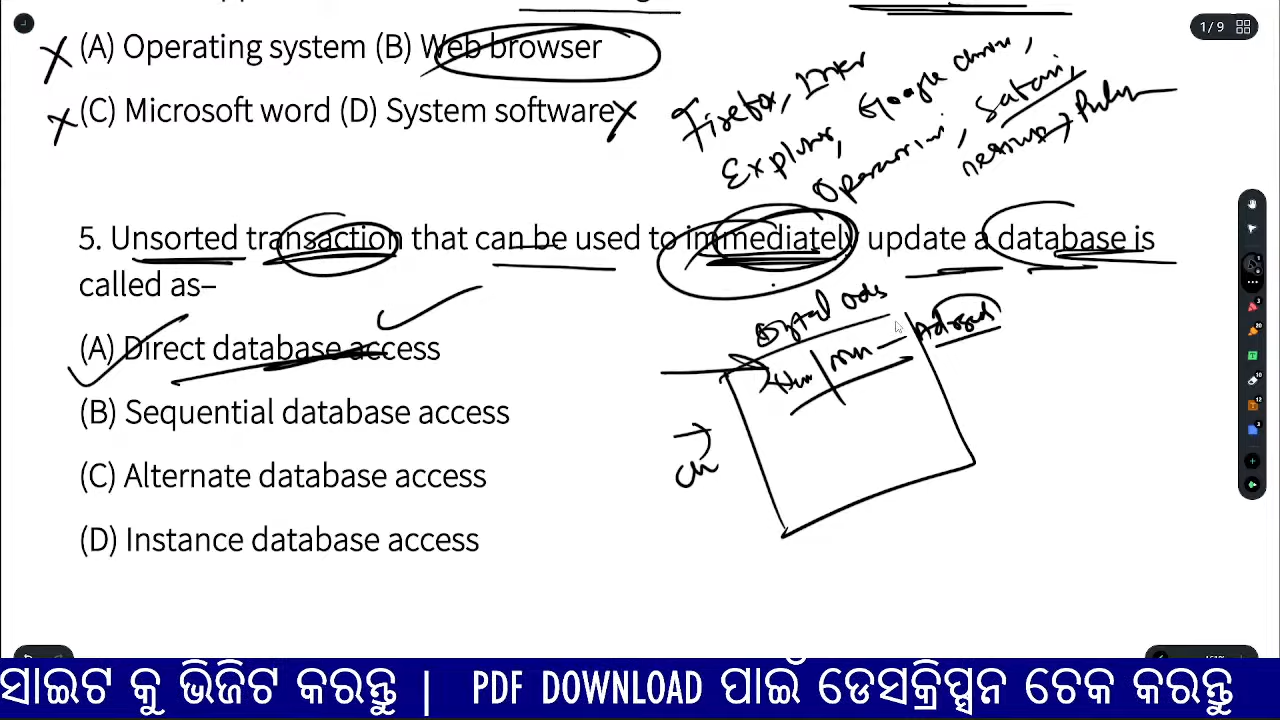 (A) Operating system (B) Web browser
(C) Microsoft word (D) System software
Firefox, Inter
Explorer, Google chrome,
Safari,
5. Unsorted transaction that can be used to immediately update a database is
called as–
(A) Direct database access
(B) Sequential database access
(C) Alternate database access
(D) Instance database access
1 / 9
ସାଇଟ କୁ ଭିଜିଟ କରନ୍ତୁ | PDF DOWNLOAD ପାଇଁ ଡେସକ୍ରିପ୍ସନ ଚେକ କରନ୍ତୁ